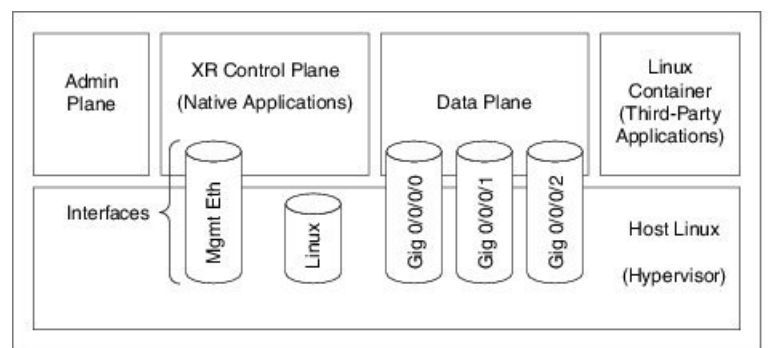 Admin
Plane
XR Control Plane
(Native Applications)
Data Plane
Linux
Container
(Third-Party
Applications)
Interfaces
Mgmt Eth
Linux
Gig 0/0/0/0
Gig 0/0/0/1
Gig 0/0/0/2
Host Linux
(Hypervisor)